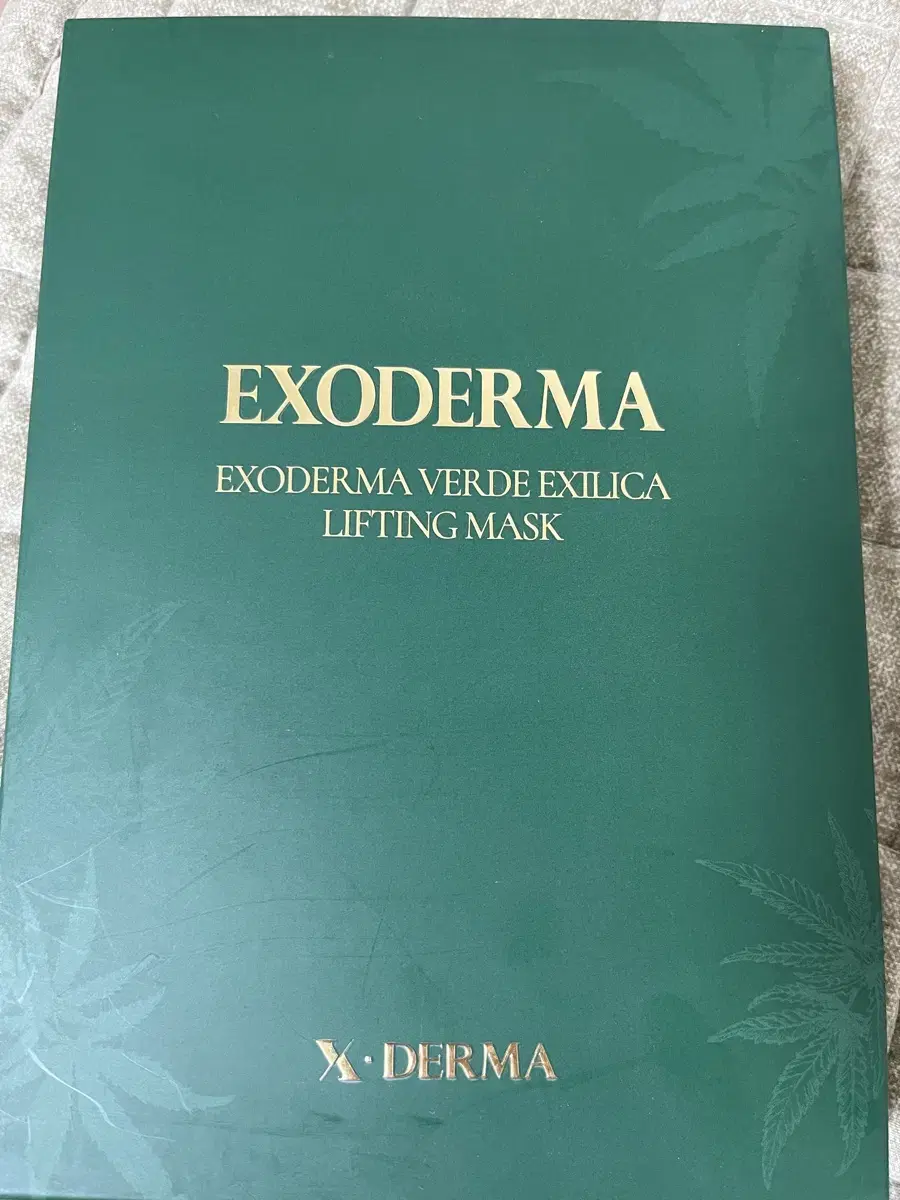 EXODERMA
EXODERMA VERDE EXILICA
LIFTING MASK
X·DERMA